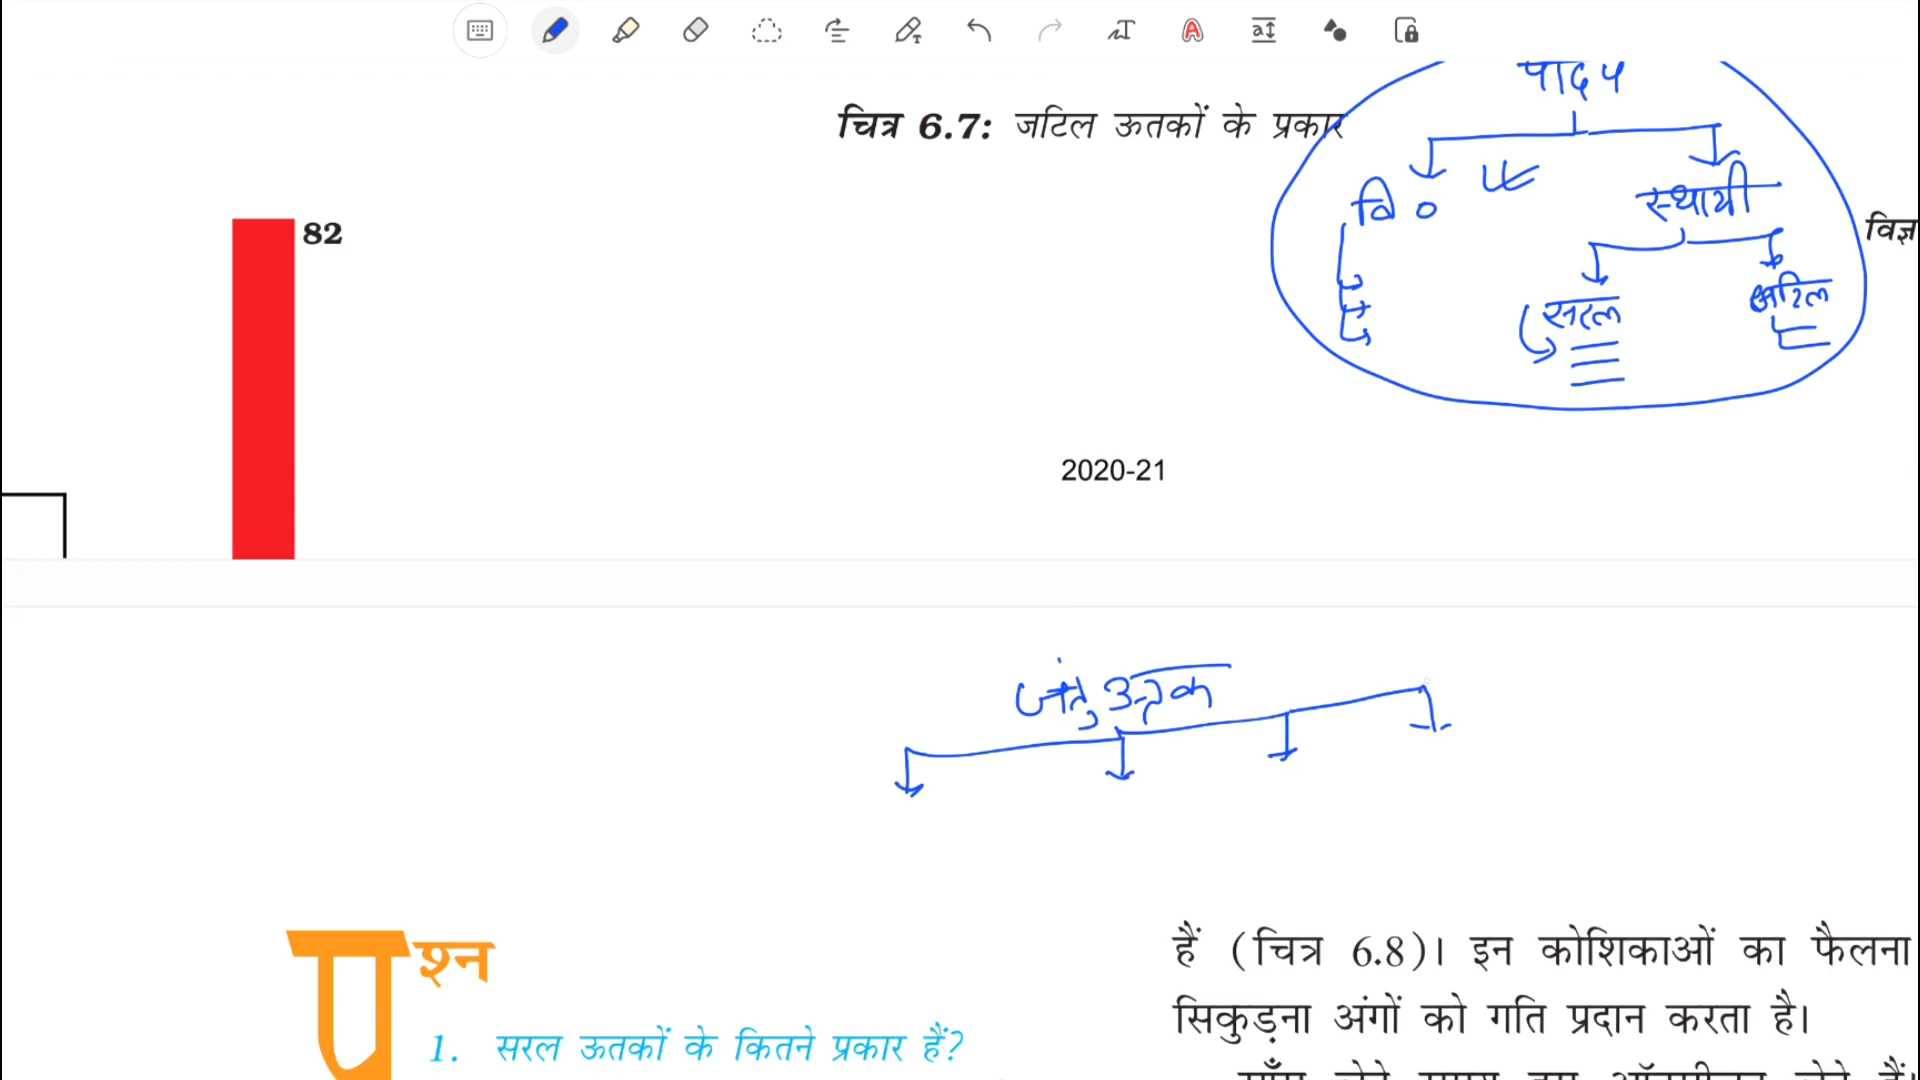 पादप
चित्र 6.7: जटिल ऊतकों के प्रकार
वि० स्थायी
82
विज्ञ
सरल जटिल
2020-21
जंतु ऊतक
प्रश्न
हैं (चित्र 6.8)। इन कोशिकाओं का फैलना
सिकुड़ना अंगों को गति प्रदान करता है।
1. सरल ऊतकों के कितने प्रकार हैं?